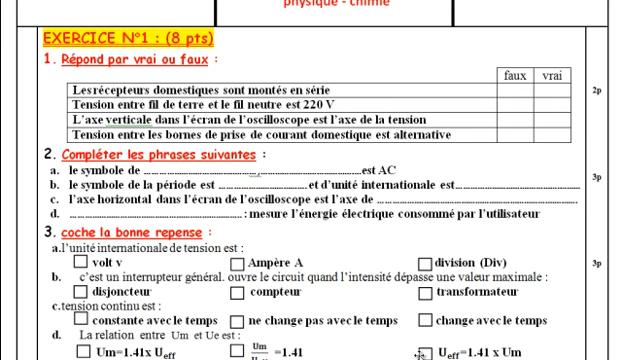 physique - chimie
EXERCICE N°1 : (8 pts)
1. Répond par vrai ou faux :
faux vrai
Les récepteurs domestiques sont montés en série
2p
Tension entre fil de terre et le fil neutre est 220 V
L'axe verticale dans l'écran de l'oscilloscope est l'axe de la tension
Tension entre les bornes de prise de courant domestique est alternative
2. Compléter les phrases suivantes :
a. le symbole de ........................................................................est AC
3p
b. le symbole de la période est ..............................et d'unité internationale est..........................................
c. l'axe horizontal dans l'écran de l'oscilloscope est l'axe de ....................................................................
d. ..........................................................: mesure l'énergie électrique consommé par l'utilisateur
3. coche la bonne repense :
a.l'unité internationale de tension est :
volt v Ampère A division (Div)
3p
b. c'est un interrupteur général. ouvre le circuit quand l'intensité dépasse une valeur maximale :
disjoncteur compteur transformateur
c.tension continu est :
constante avec le temps ne change pas avec le temps change avec le temps
d. La relation entre Um et Ue est :
Um=1.41x Ueff Um =1.41 Ueff=1.41 x Um